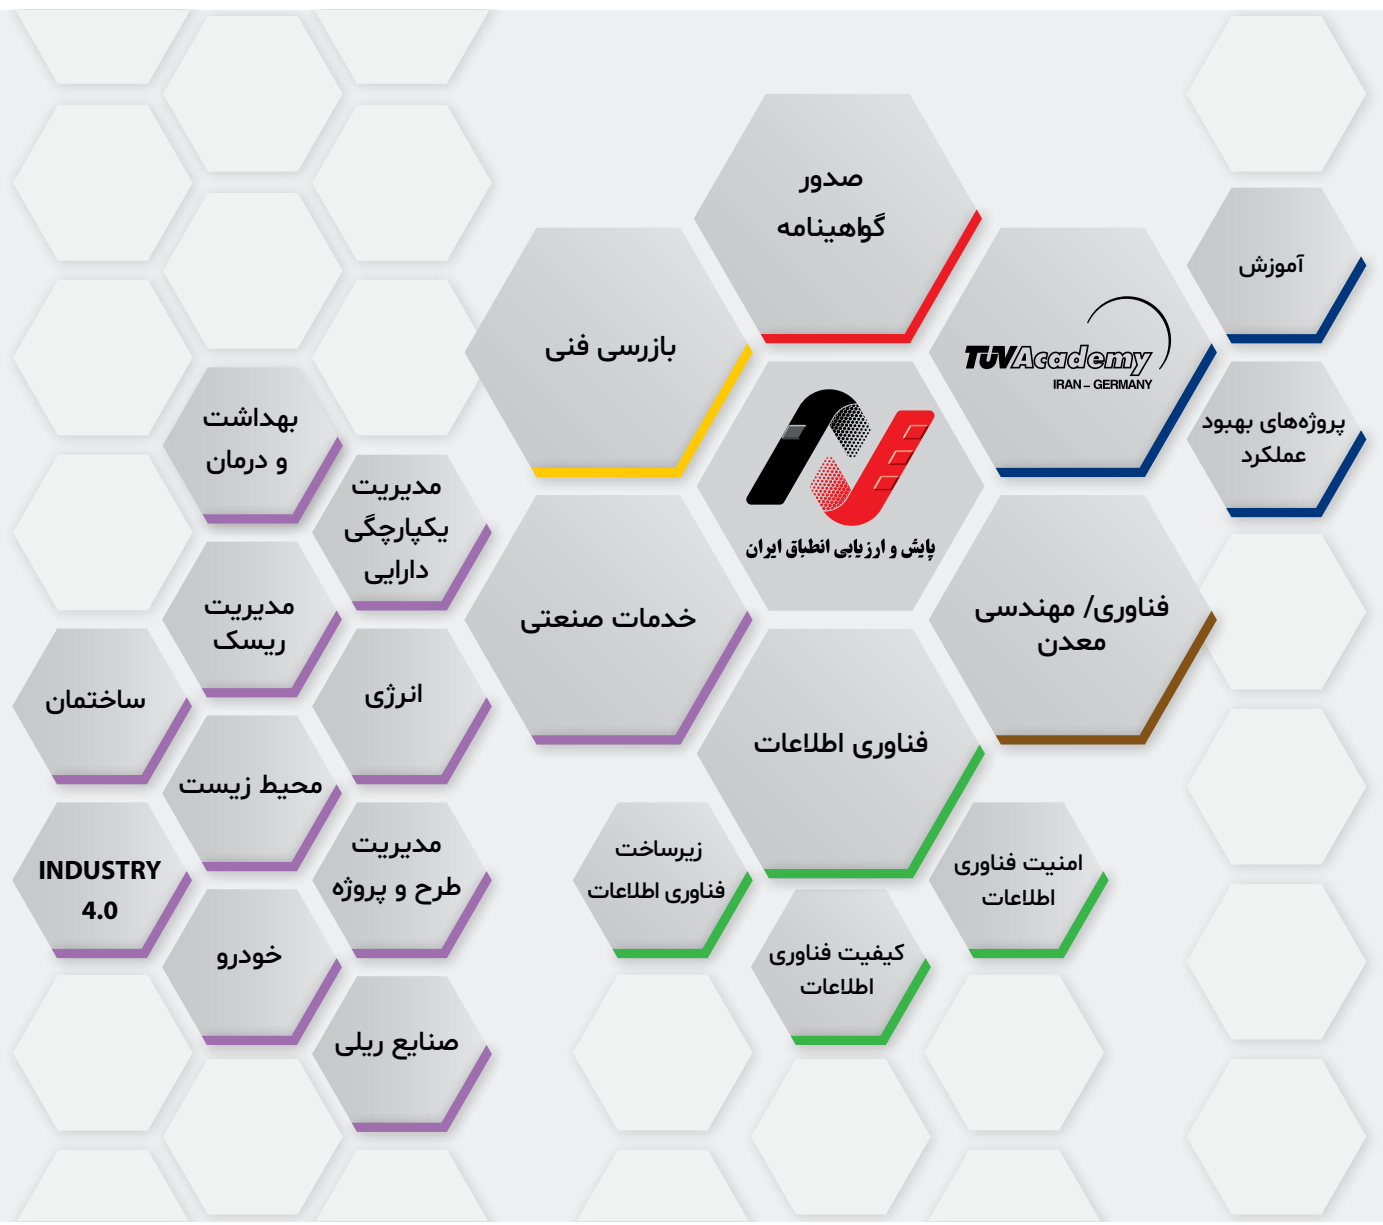 صدور
گواهینامه
بازرسی فنی
TÜVAcademy
IRAN – GERMANY
آموزش
پروژه‌های بهبود
عملکرد
پایش و ارزیابی انطباق ایران
فناوری/ مهندسی
معدن
خدمات صنعتی
فناوری اطلاعات
امنیت فناوری
اطلاعات
کیفیت فناوری
اطلاعات
زیرساخت
فناوری اطلاعات
بهداشت
و درمان
مدیریت
یکپارچگی
دارایی
مدیریت
ریسک
انرژی
ساختمان
محیط زیست
مدیریت
طرح و پروژه
INDUSTRY
4.0
خودرو
صنایع ریلی